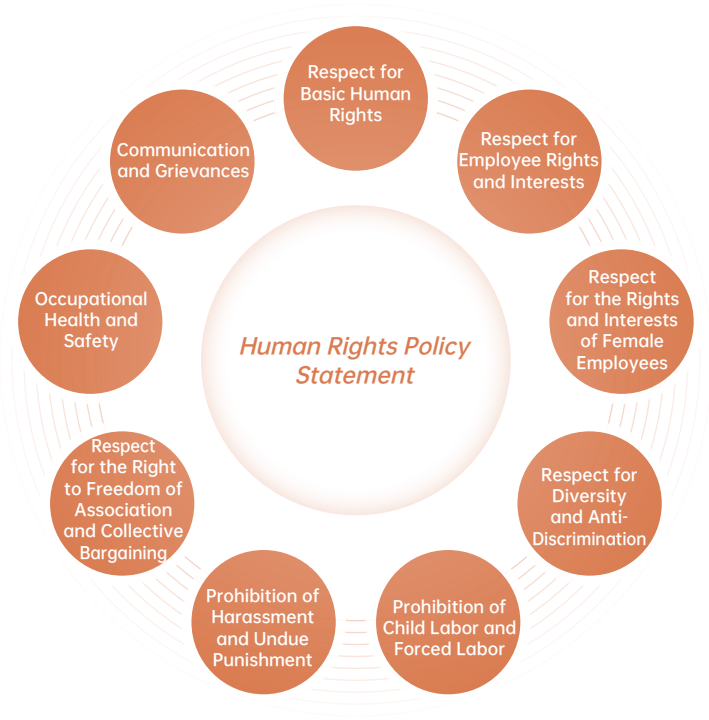 Respect for
Basic Human
Rights
Respect for
Employee Rights
and Interests
Respect
for the Rights
and Interests
of Female
Employees
Respect for
Diversity
and Anti-
Discrimination
Prohibition of
Child Labor and
Forced Labor
Prohibition of
Harassment
and Undue
Punishment
Respect
for the Right
to Freedom of
Association
and Collective
Bargaining
Occupational
Health and
Safety
Communication
and Grievances
Human Rights Policy
Statement